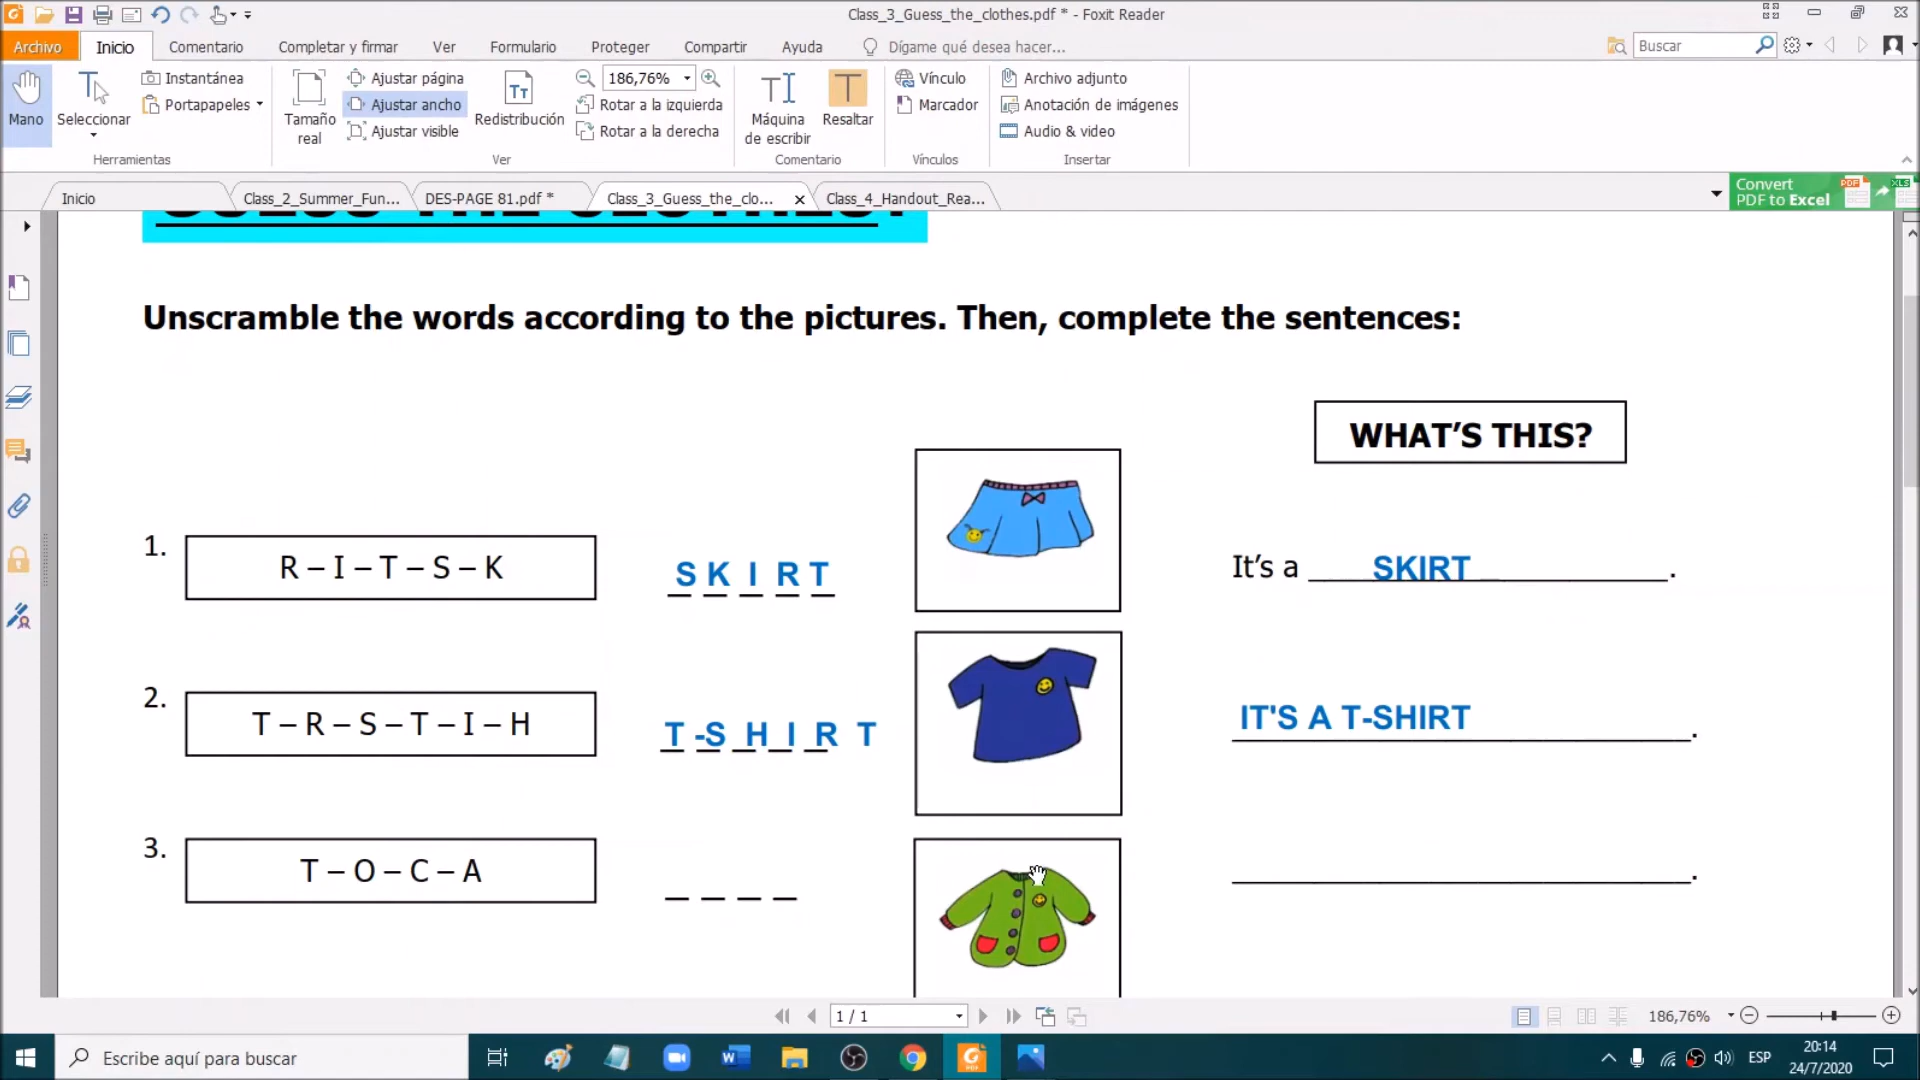 Class_3_Guess_the_clothes.pdf * - Foxit Reader
Archivo Inicio Comentario Completar y firmar Ver Formulario Proteger Compartir Ayuda Dígame qué desea hacer... Buscar
Mano
Seleccionar
Instantánea
Portapapeles
Herramientas
Tamaño real
Ajustar página
Ajustar ancho
Ajustar visible
Redistribución
186,76%
Rotar a la izquierda
Rotar a la derecha
Ver
Máquina de escribir
Resaltar
Comentario
Vínculo
Marcador
Vínculos
Archivo adjunto
Anotación de imágenes
Audio & video
Insertar
Inicio Class_2_Summer_Fun... DES-PAGE 81.pdf * Class_3_Guess_the_clo... Class_4_Handout_Rea...
Convert
PDF to Excel
PDF XLS
Unscramble the words according to the pictures. Then, complete the sentences:
WHAT'S THIS?
1. R – I – T – S – K S K I R T It's a SKIRT.
2. T – R – S – T – I – H T -S H I R T IT'S A T-SHIRT.
3. T – O – C – A _ _ _ _ ____.
1 / 1 186,76%
Escribe aquí para buscar
ESP
20:14
24/7/2020